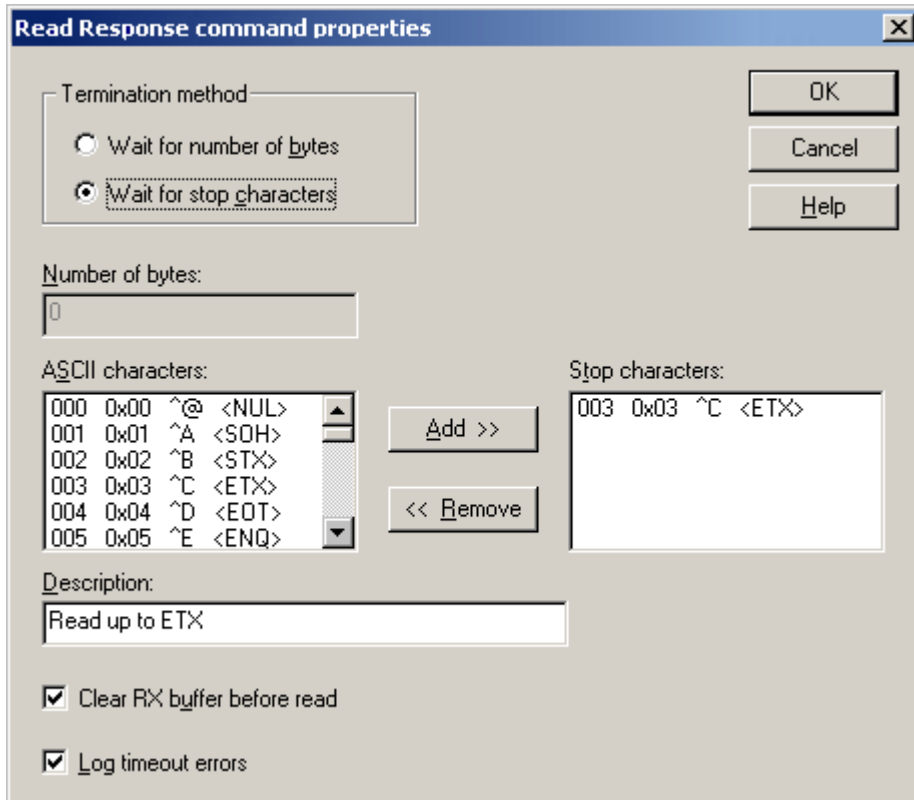 Read Response command properties
Termination method
Wait for number of bytes
Wait for stop characters
OK
Cancel
Help
Number of bytes:
0
ASCII characters:
000 0x00 ^@ <NUL>
001 0x01 ^A <SOH>
002 0x02 ^B <STX>
003 0x03 ^C <ETX>
004 0x04 ^D <EOT>
005 0x05 ^E <ENQ>
Add >>
<< Remove
Stop characters:
003 0x03 ^C <ETX>
Description:
Read up to ETX
Clear RX buffer before read
Log timeout errors